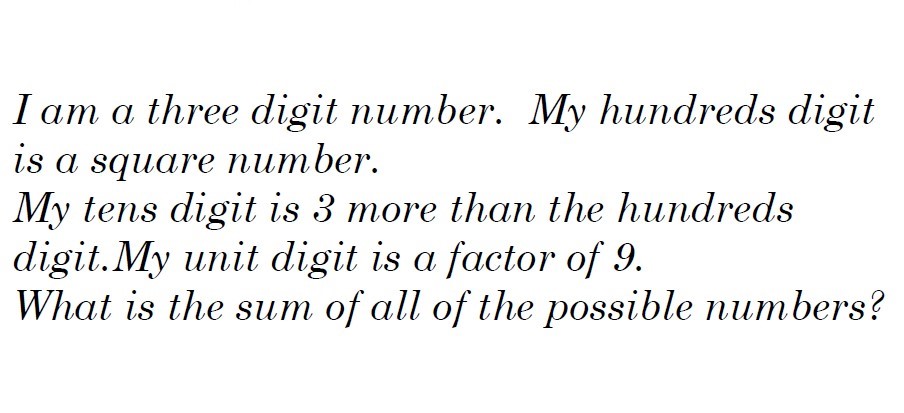 I am a three digit number. My hundreds digit
is a square number.
My tens digit is 3 more than the hundreds
digit.My unit digit is a factor of 9.
What is the sum of all of the possible numbers?